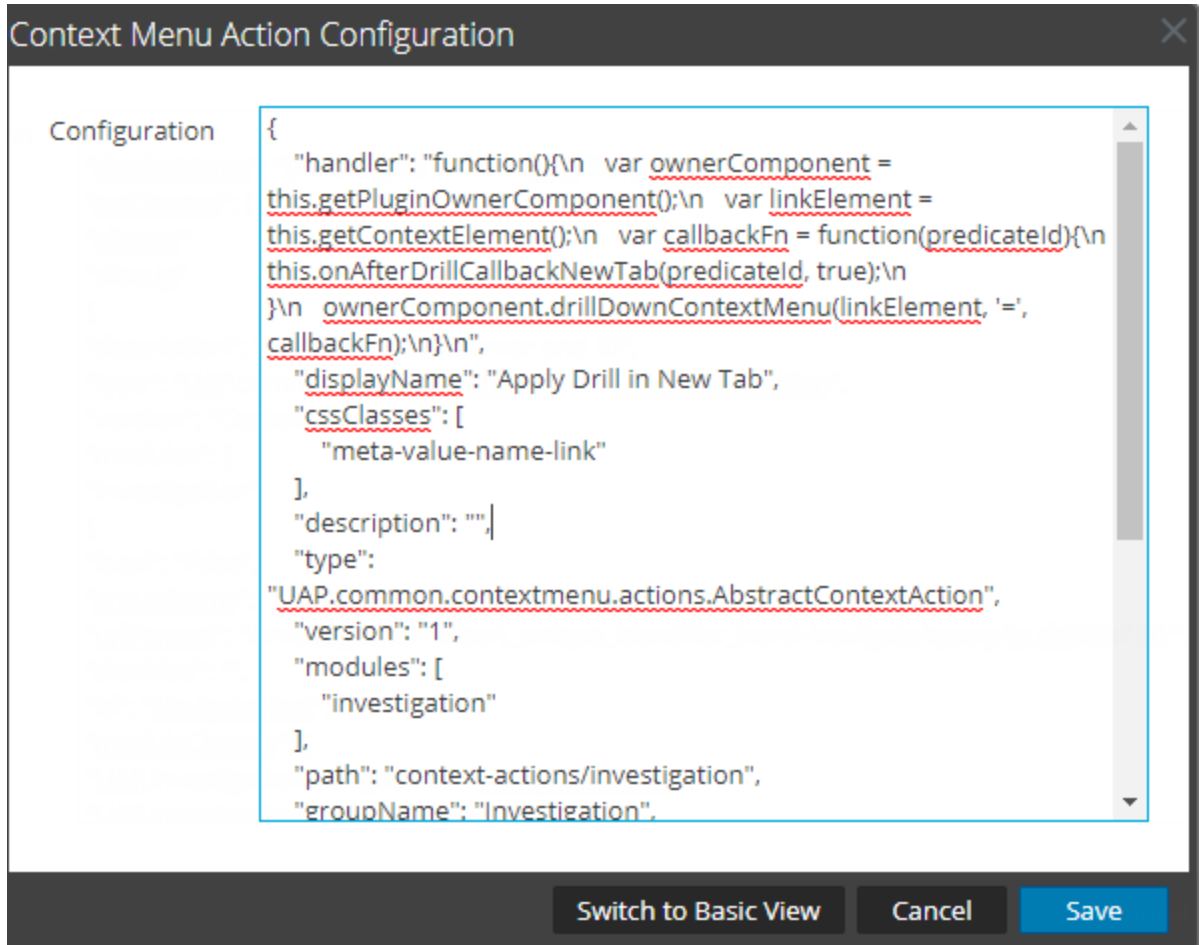 Context Menu Action Configuration
Configuration
{
"handler": "function(){\n   var ownerComponent =
this.getPluginOwnerComponent();\n   var linkElement =
this.getContextElement();\n   var callbackFn = function(predicateId){\n
this.onAfterDrillCallbackNewTab(predicateId, true);\n
}\n   ownerComponent.drillDownContextMenu(linkElement, '=',
callbackFn);\n}\n",
"displayName": "Apply Drill in New Tab",
"cssClasses": [
"meta-value-name-link"
],
"description": "",
"type":
"UAP.common.contextmenu.actions.AbstractContextAction",
"version": "1",
"modules": [
"investigation"
],
"path": "context-actions/investigation",
"groupName": "Investigation",
Switch to Basic View
Cancel
Save